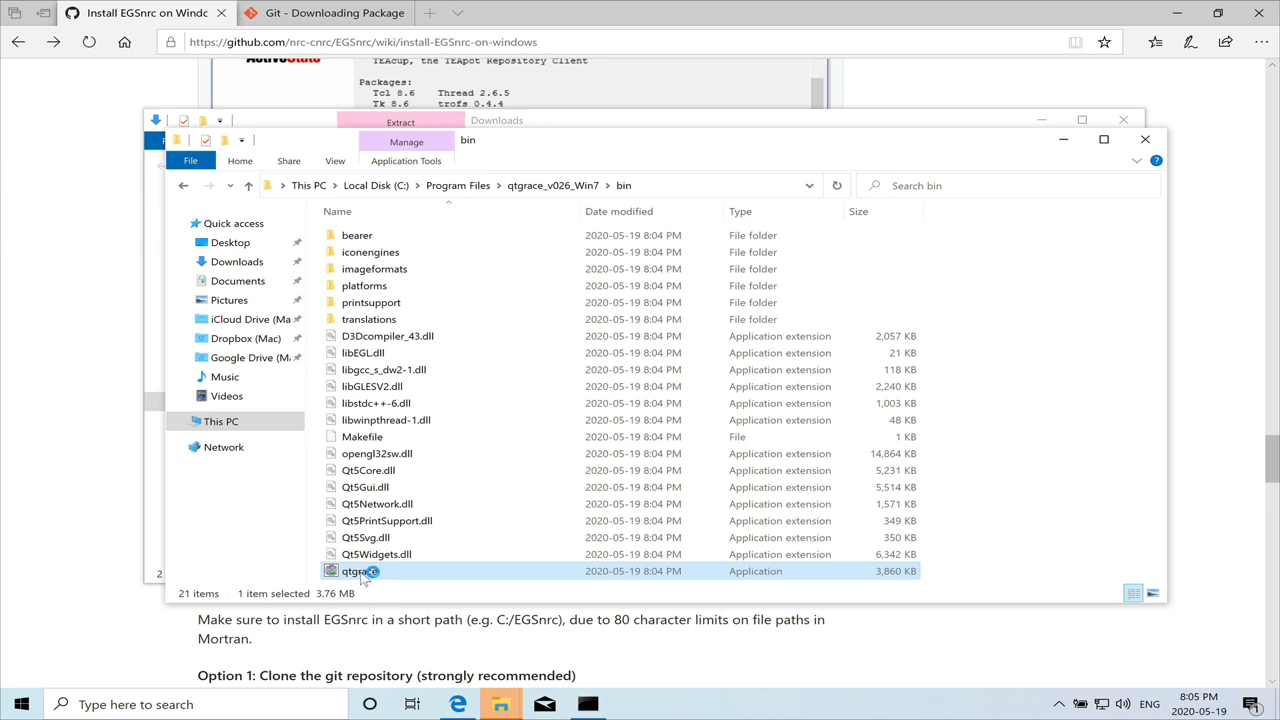 Install EGSnrc on Windo
Git - Downloading Package
https://github.com/nrc-cnrc/EGSnrc/wiki/install-EGSnrc-on-windows
TEAcup, the TEApot Repository Client
Packages:
Tcl 8.6 Thread 2.6.5
Tk 8.6 trofs 0.4.4
Extract
Downloads
Manage
bin
File
Home
Share
View
Application Tools
This PC
Local Disk (C:)
Program Files
qtgrace_v026_Win7
bin
Search bin
Name
Date modified
Type
Size
Quick access
Desktop
Downloads
Documents
Pictures
iCloud Drive (Ma
Dropbox (Mac)
Google Drive (M
Music
Videos
This PC
Network
bearer 2020-05-19 8:04 PM File folder
iconengines 2020-05-19 8:04 PM File folder
imageformats 2020-05-19 8:04 PM File folder
platforms 2020-05-19 8:04 PM File folder
printsupport 2020-05-19 8:04 PM File folder
translations 2020-05-19 8:04 PM File folder
D3Dcompiler_43.dll 2020-05-19 8:04 PM Application extension 2,057 KB
libEGL.dll 2020-05-19 8:04 PM Application extension 21 KB
libgcc_s_dw2-1.dll 2020-05-19 8:04 PM Application extension 118 KB
libGLESV2.dll 2020-05-19 8:04 PM Application extension 2,240 KB
libstdc++-6.dll 2020-05-19 8:04 PM Application extension 1,003 KB
libwinpthread-1.dll 2020-05-19 8:04 PM Application extension 48 KB
Makefile 2020-05-19 8:04 PM File 1 KB
opengl32sw.dll 2020-05-19 8:04 PM Application extension 14,864 KB
Qt5Core.dll 2020-05-19 8:04 PM Application extension 5,231 KB
Qt5Gui.dll 2020-05-19 8:04 PM Application extension 5,514 KB
Qt5Network.dll 2020-05-19 8:04 PM Application extension 1,571 KB
Qt5PrintSupport.dll 2020-05-19 8:04 PM Application extension 349 KB
Qt5Svg.dll 2020-05-19 8:04 PM Application extension 350 KB
Qt5Widgets.dll 2020-05-19 8:04 PM Application extension 6,342 KB
qtgrace 2020-05-19 8:04 PM Application 3,860 KB
2
21 items 1 item selected 3.76 MB
Make sure to install EGSnrc in a short path (e.g. C:/EGSnrc), due to 80 character limits on file paths in
Mortran.
Option 1: Clone the git repository (strongly recommended)
Type here to search
ENG
8:05 PM
2020-05-19
1